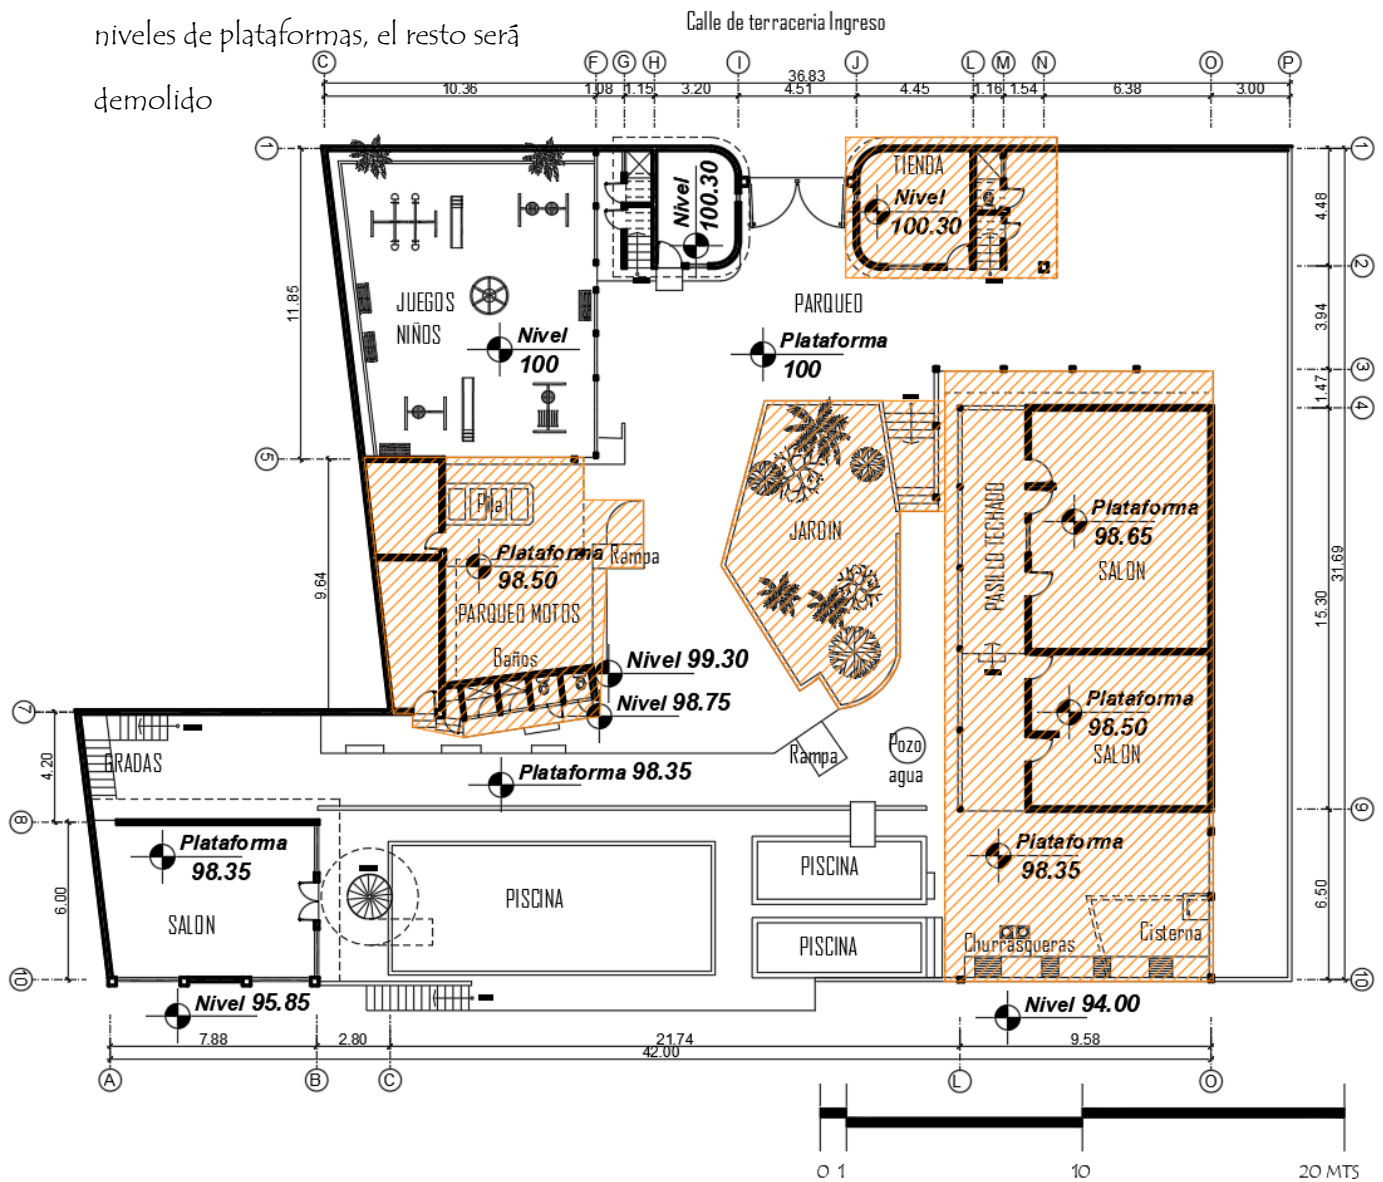 niveles de plataformas, el resto será
demolido
Calle de terraceria Ingreso
C F G H I J L M N O P
36.83
10.36 1.08 1.15 3.20 4.51 4.45 1.16 1.54 6.38 3.00
1 1
TIENDA
Nivel
100.30
Nivel
100.30
4.48
2
JUEGOS
NIÑOS
11.85
PARQUEO
3.94
Nivel
100
Plataforma
100
3
1.47
4
5
Pila
Plataforma
98.50
Rampa
JARDIN
PASILLO TECHADO
Plataforma
98.65
SALON
31.69
9.64
PARQUEO MOTOS
15.30
Baños
Nivel 99.30
Nivel 98.75
Plataforma
98.50
SALON
7
GRADAS
4.20
Rampa
Pozo
agua
Plataforma 98.35
8 9
Plataforma
98.35
SALON
6.00
PISCINA
PISCINA
PISCINA
Plataforma
98.35
6.50
Churrasqueras
Cisterna
10 10
Nivel 95.85
Nivel 94.00
7.88 2.80 21.74 9.58
42.00
A B C L O
0 1 10 20 MTS